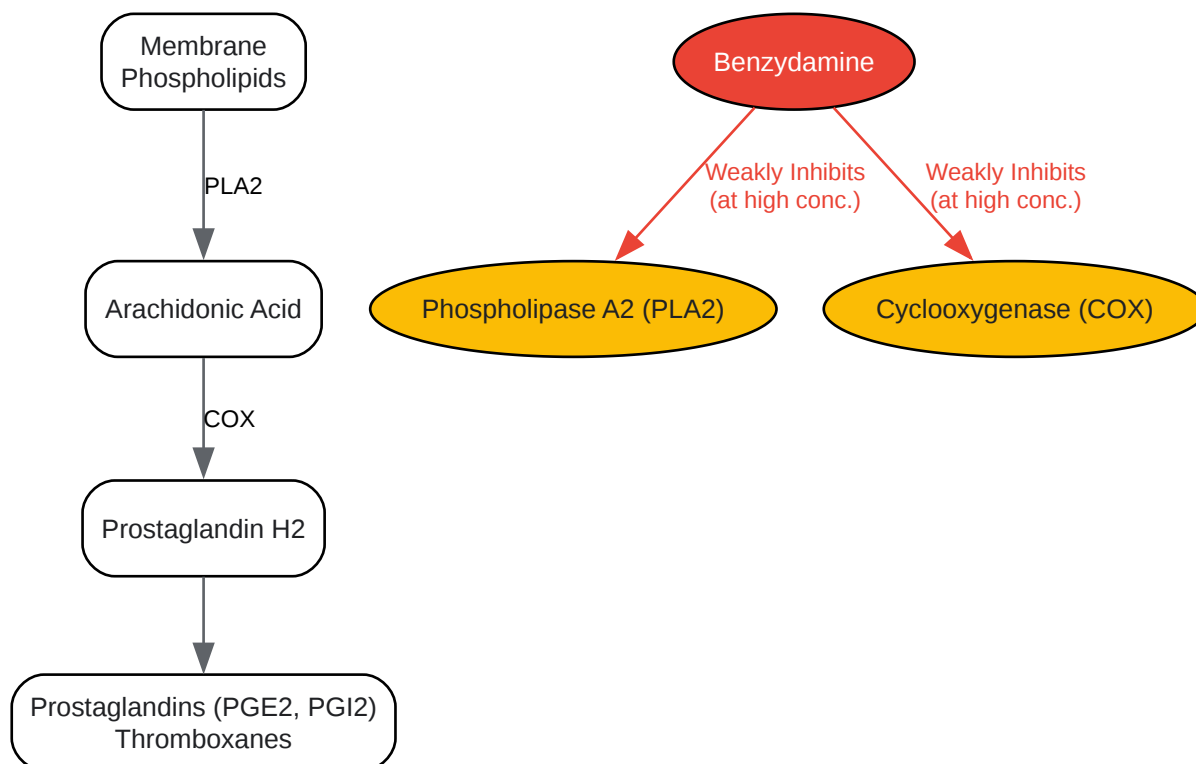 Membrane
Phospholipids
PLA2
Arachidonic Acid
COX
Prostaglandin H2
Prostaglandins (PGE2, PGI2)
Thromboxanes
Benzydamine
Weakly Inhibits
(at high conc.)
Weakly Inhibits
(at high conc.)
Phospholipase A2 (PLA2)
Cyclooxygenase (COX)